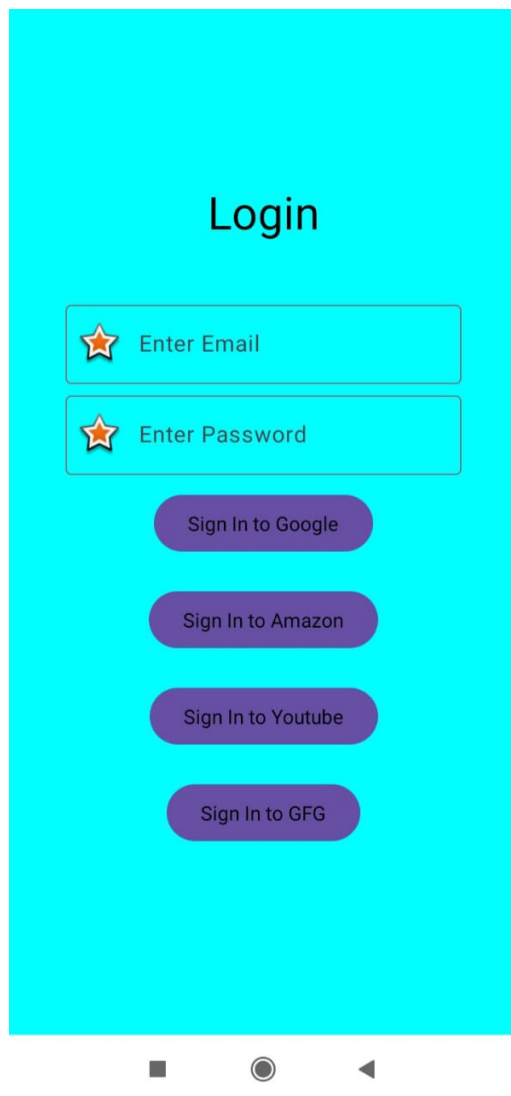 Login
Enter Email
Enter Password
Sign In to Google
Sign In to Amazon
Sign In to Youtube
Sign In to GFG